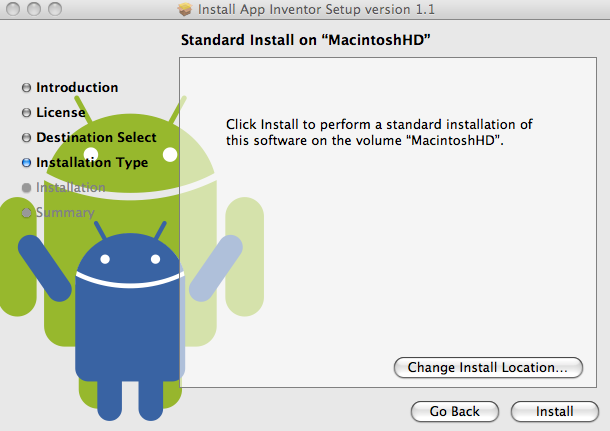 Install App Inventor Setup version 1.1
Standard Install on “MacintoshHD”
Introduction
License
Destination Select
Installation Type
Installation
Summary
Click Install to perform a standard installation of
this software on the volume “MacintoshHD”.
Change Install Location...
Go Back
Install